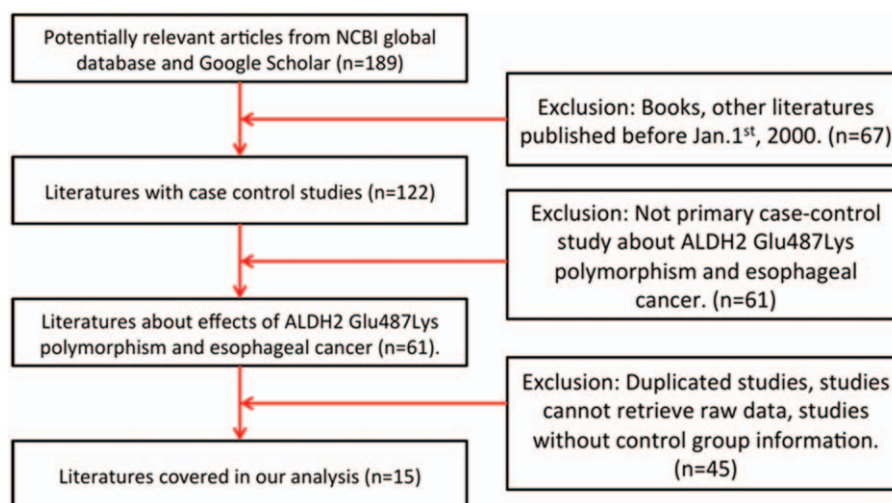 Potentially relevant articles from NCBI global
database and Google Scholar (n=189)
Exclusion: Books, other literatures
published before Jan.1st, 2000. (n=67)
Literatures with case control studies (n=122)
Exclusion: Not primary case-control
study about ALDH2 Glu487Lys
polymorphism and esophageal
cancer. (n=61)
Literatures about effects of ALDH2 Glu487Lys
polymorphism and esophageal cancer (n=61).
Exclusion: Duplicated studies, studies
cannot retrieve raw data, studies
without control group information.
(n=45)
Literatures covered in our analysis (n=15)